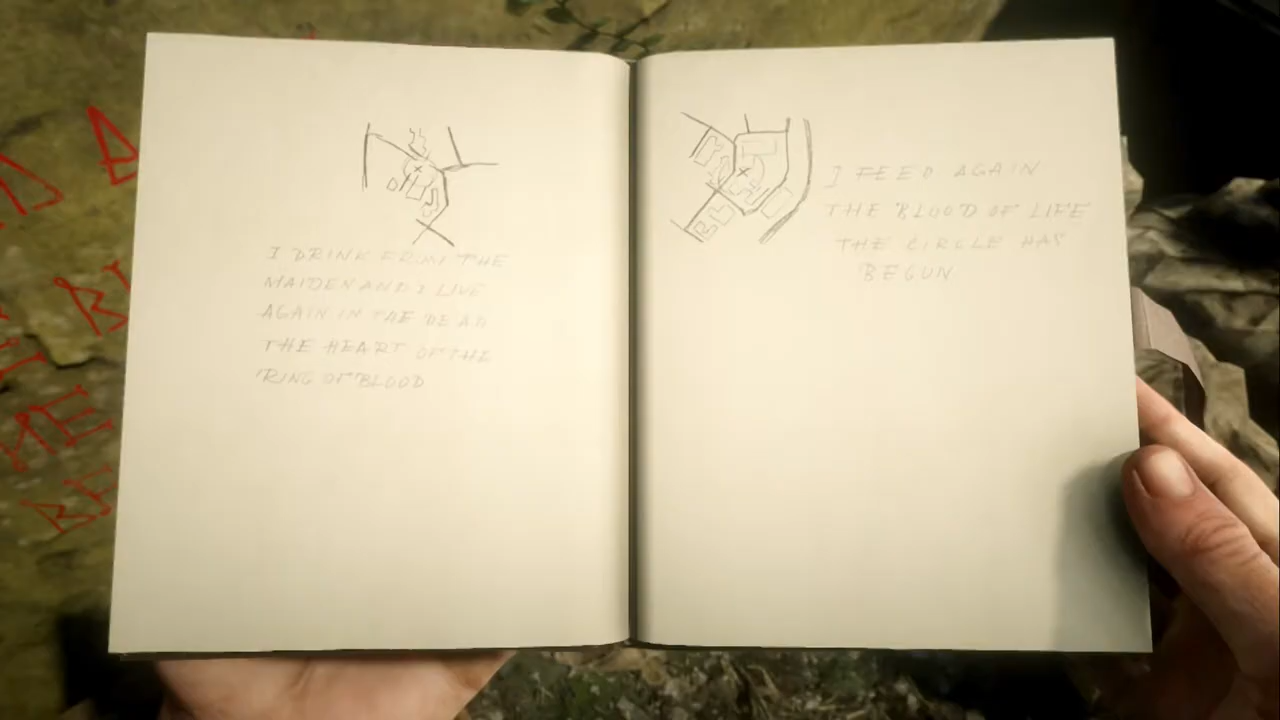 I DRINK FROM THE
MAIDEN AND I LIVE
AGAIN IN THE DEAD
THE HEART OF THE
RING OF BLOOD
I FEED AGAIN
THE BLOOD OF LIFE
THE CIRCLE HAS
BEGUN